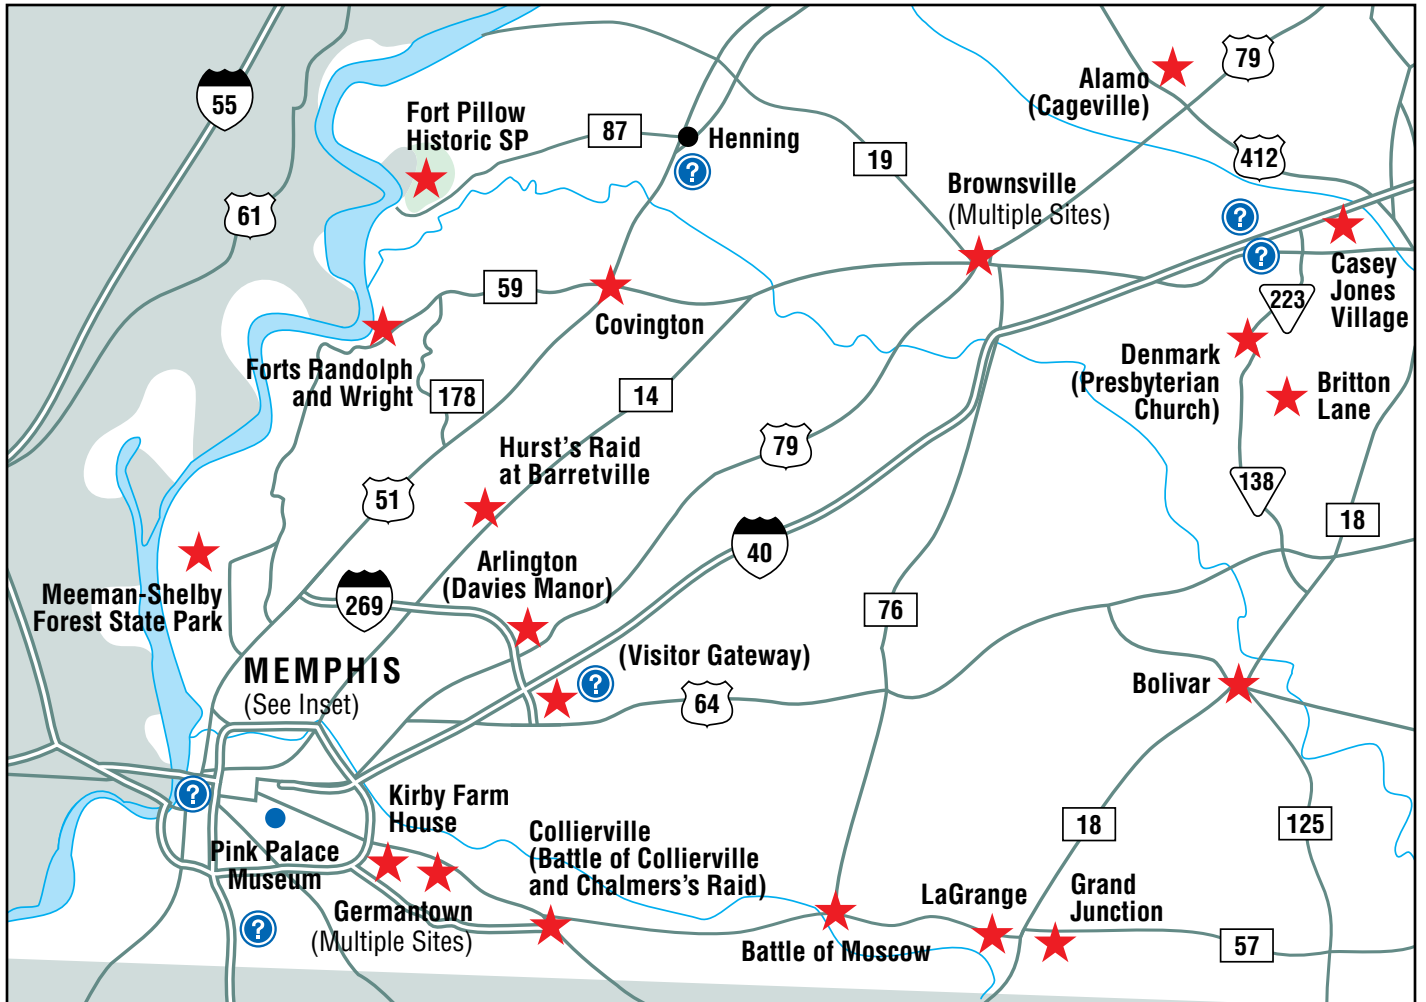 55
61
Fort Pillow
Historic SP
87
Henning
?
19
Alamo
(Cageville)
79
412
Brownsville
(Multiple Sites)
?
?
Casey
Jones
Village
223
59
Covington
Forts Randolph
and Wright
178
14
Denmark
(Presbyterian
Church)
Britton
Lane
51
Hurst's Raid
at Barretville
79
138
18
40
Arlington
(Davies Manor)
269
Meeman-Shelby
Forest State Park
76
MEMPHIS
(See Inset)
(Visitor Gateway)
?
64
Bolivar
?
Kirby Farm
House
Pink Palace
Museum
Collierville
(Battle of Collierville
and Chalmers's Raid)
18
125
Germantown
(Multiple Sites)
?
LaGrange
Grand
Junction
Battle of Moscow
57